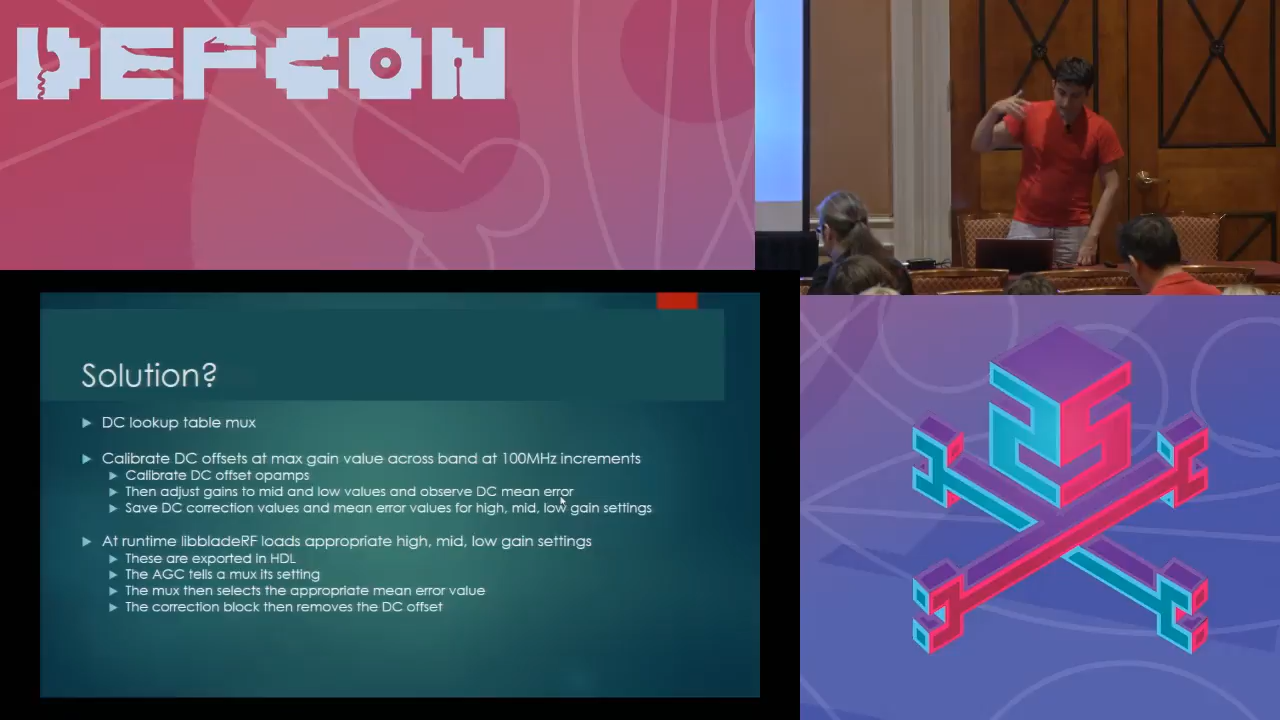 DEFCON
Solution?
DC lookup table mux
Calibrate DC offsets at max gain value across band at 100MHz increments
Calibrate DC offset opamps
Then adjust gains to mid and low values and observe DC mean error
Save DC correction values and mean error values for high, mid, low gain settings
At runtime libbladeRF loads appropriate high, mid, low gain settings
These are exported in HDL
The AGC tells a mux its setting
The mux then selects the appropriate mean error value
The correction block then removes the DC offset
25